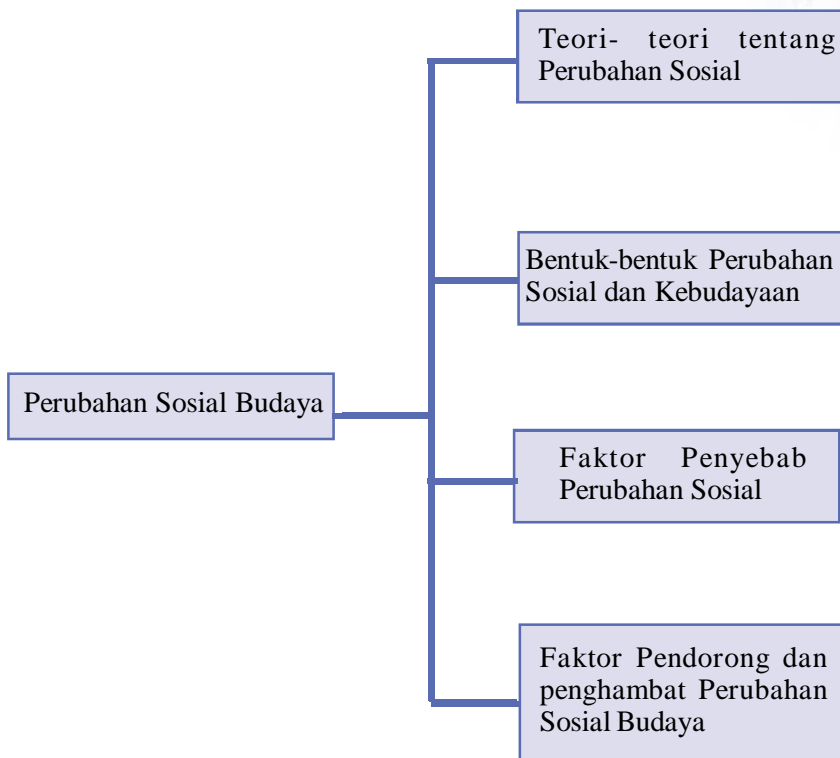 Teori- teori tentang
Perubahan Sosial
Bentuk-bentuk Perubahan
Sosial dan Kebudayaan
Perubahan Sosial Budaya
Faktor Penyebab
Perubahan Sosial
Faktor Pendorong dan
penghambat Perubahan
Sosial Budaya